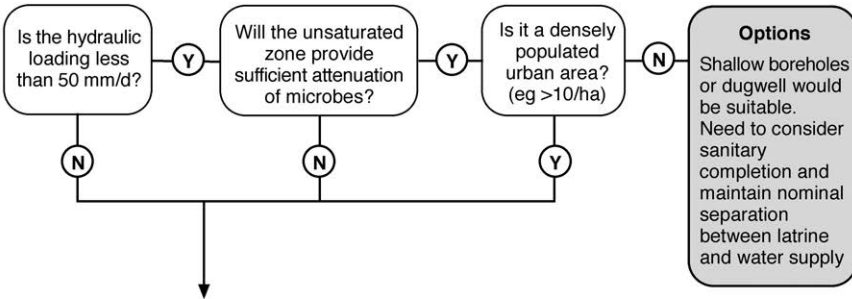 Is the hydraulic
loading less
than 50 mm/d?
Y
Will the unsaturated
zone provide
sufficient attenuation
of microbes?
Y
Is it a densely
populated
urban area?
(eg >10/ha)
N
Options
Shallow boreholes
or dugwell would
be suitable.
Need to consider
sanitary
completion and
maintain nominal
separation
between latrine
and water supply
N
N
Y